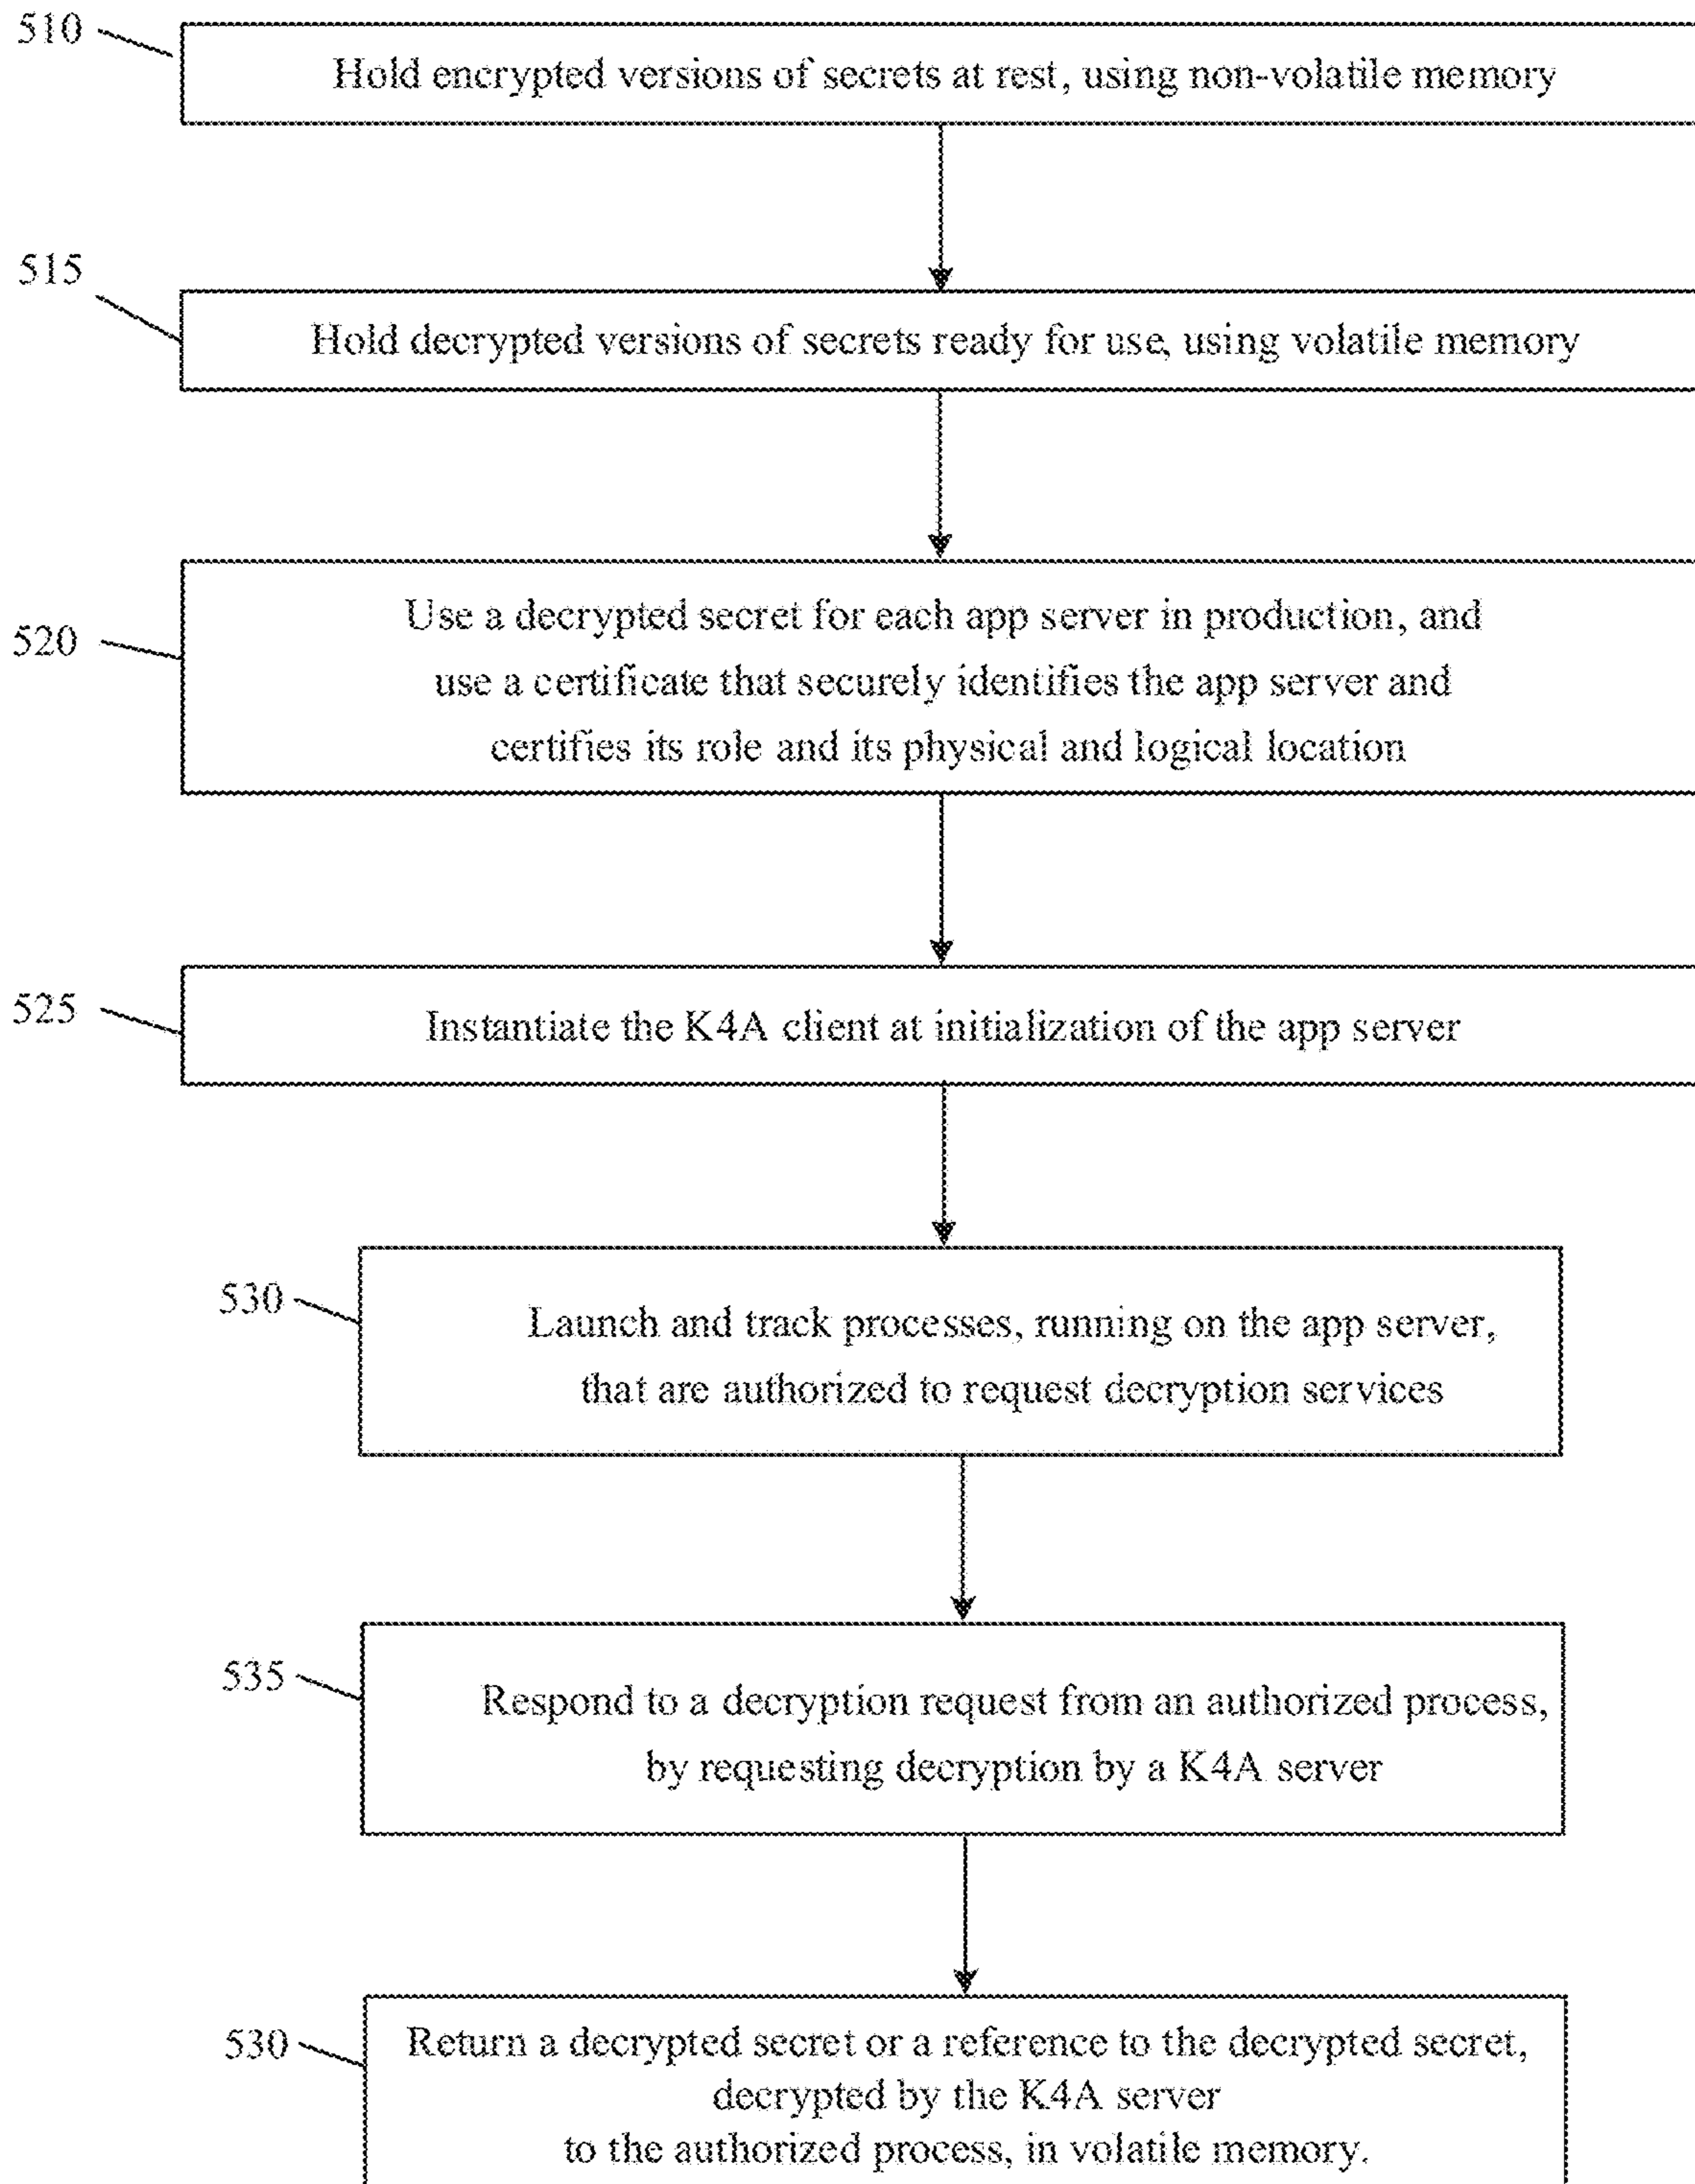 510
Hold encrypted versions of secrets at rest, using non-volatile memory
515
Hold decrypted versions of secrets ready for use, using volatile memory
520
Use a decrypted secret for each app server in production, and
use a certificate that securely identifies the app server and
certifies its role and its physical and logical location
525
Instantiate the K4A client at initialization of the app server
530
Launch and track processes, running on the app server,
that are authorized to request decryption services
535
Respond to a decryption request from an authorized process,
by requesting decryption by a K4A server
530
Return a decrypted secret or a reference to the decrypted secret,
decrypted by the K4A server
to the authorized process, in volatile memory.